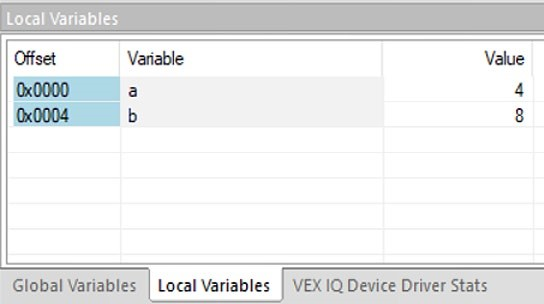 Local Variables
Offset Variable Value
0x0000 a 4
0x0004 b 8
Global Variables Local Variables VEX IQ Device Driver Stats